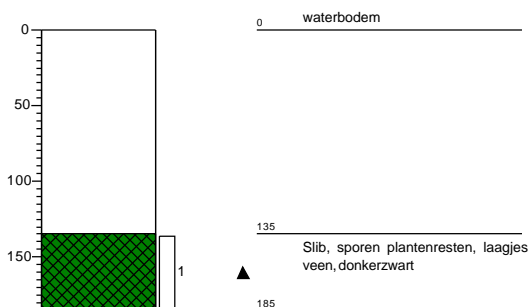 0
waterbodem
0
50
100
135
Slib, sporen plantenresten, laagjes
veen, donkerzwart
150
1
185